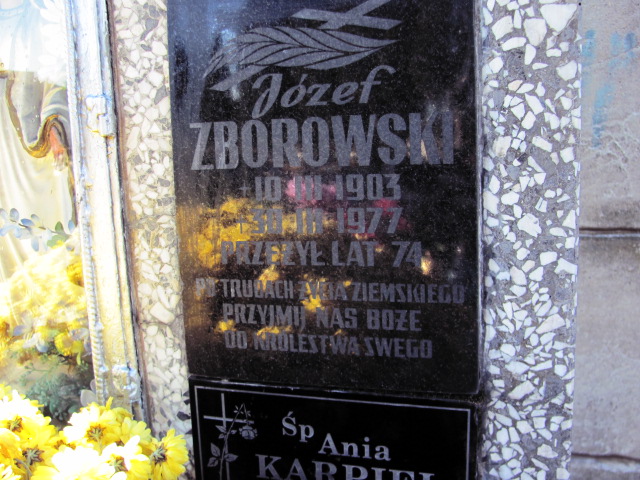 Józef
ZBOROWSKI
10 III 1903
+30 III 1977
PRZEŻYŁ LAT 74
PO TRUDACH ŻYCIA ZIEMSKIEGO
PRZYJMIJ NAS BOŻE
DO KRÓLESTWA SWEGO
Śp
Ania
KARPIEL